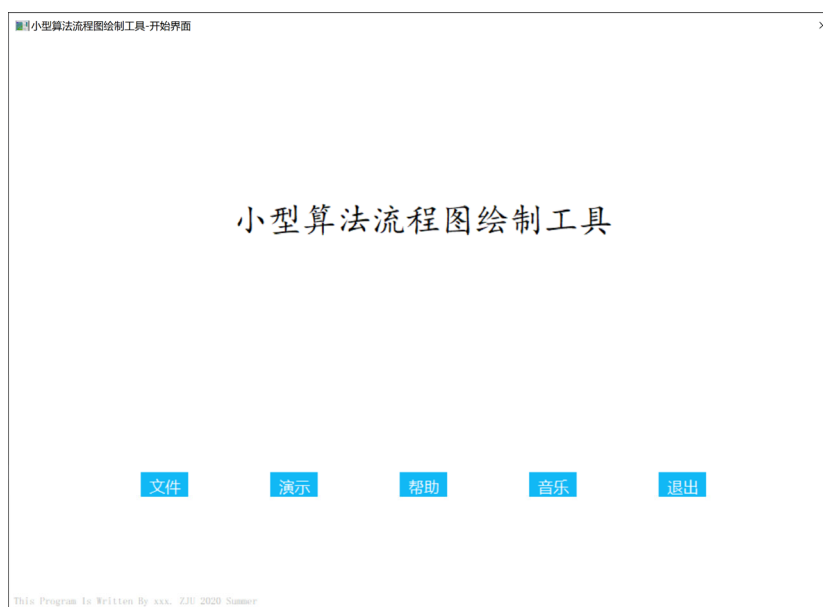 小型算法流程图绘制工具-开始界面
小型算法流程图绘制工具
文件 演示 帮助 音乐 退出
This Program Is Written By xxx. ZJU 2020 Summer